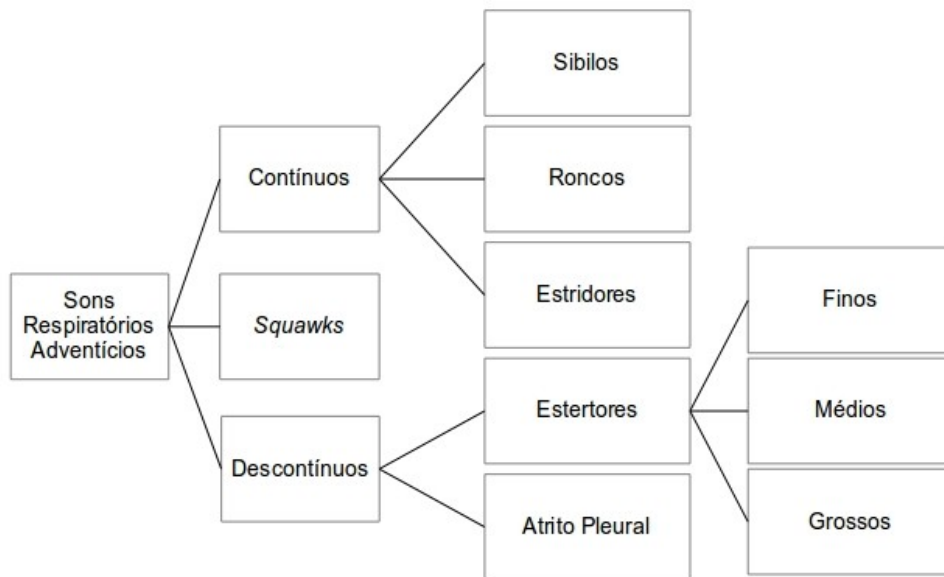 Sons
Respiratórios
Adventícios
Contínuos
Squawks
Descontínuos
Sibilos
Roncos
Estridores
Estertores
Atrito Pleural
Finos
Médios
Grossos